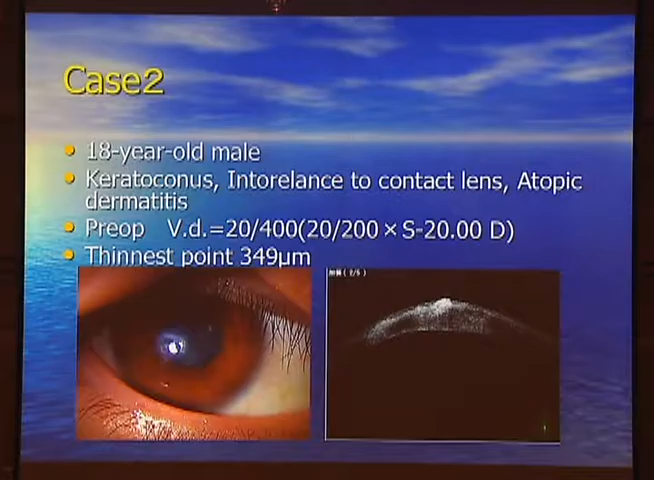 Case2
18-year-old male
Keratoconus, Intorelance to contact lens, Atopic
dermatitis
Preop V.d.=20/400(20/200×S-20.00 D)
Thinnest point 349μm